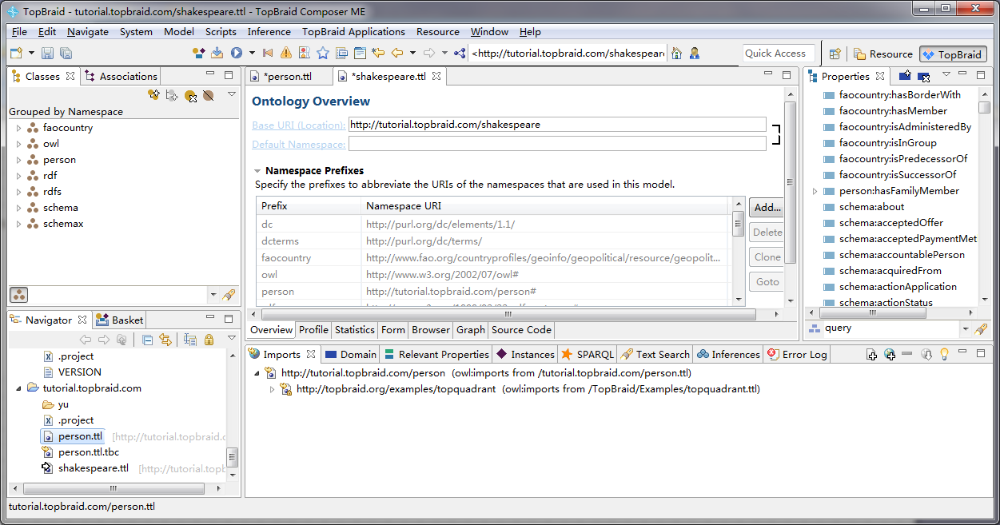 TopBraid - tutorial.topbraid.com/shakespeare.ttl - TopBraid Composer ME
File Edit Navigate System Model Scripts Inference TopBraid Applications Resource Window Help
<http://tutorial.topbraid.com/shakespeare
Quick Access
Resource
TopBraid
Classes
Associations
Grouped by Namespace
faocountry
owl
person
rdf
rdfs
schema
schemax
Navigator
Basket
.project
VERSION
tutorial.topbraid.com
yu
.project
person.ttl [http://tutorial.topbraid.c
person.ttl.tbc
shakespeare.ttl [http://tutorial.topb
*person.ttl
*shakespeare.ttl
Ontology Overview
Base URI (Location): http://tutorial.topbraid.com/shakespeare
Default Namespace:
Namespace Prefixes
Specify the prefixes to abbreviate the URIs of the namespaces that are used in this model.
Prefix Namespace URI
dc http://purl.org/dc/elements/1.1/
dcterms http://purl.org/dc/terms/
faocountry http://www.fao.org/countryprofiles/geoinfo/geopolitical/resource/geopolit...
owl http://www.w3.org/2002/07/owl#
person http://tutorial.topbraid.com/person#
Add...
Delete
Clone
Goto
Overview Profile Statistics Form Browser Graph Source Code
Imports Domain Relevant Properties Instances SPARQL Text Search Inferences Error Log
http://tutorial.topbraid.com/person (owl:imports from /tutorial.topbraid.com/person.ttl)
http://topbraid.org/examples/topquadrant (owl:imports from /TopBraid/Examples/topquadrant.ttl)
Properties
faocountry:hasBorderWith
faocountry:hasMember
faocountry:isAdministeredBy
faocountry:isInGroup
faocountry:isPredecessorOf
faocountry:isSuccessorOf
person:hasFamilyMember
schema:about
schema:acceptedOffer
schema:acceptedPaymentMet
schema:accountablePerson
schema:acquiredFrom
schema:actionApplication
schema:actionStatus
query
tutorial.topbraid.com/person.ttl